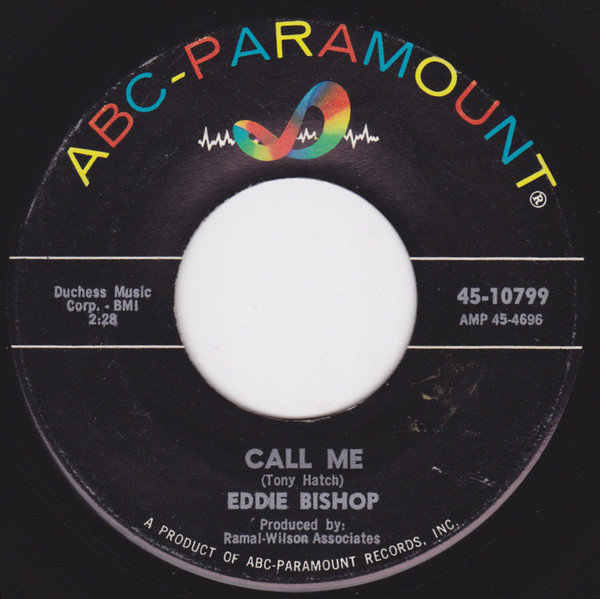 ABC-PARAMOUNT®
Duchess Music
Corp. - BMI
2:28
45-10799
AMP 45-4696
CALL ME
(Tony Hatch)
EDDIE BISHOP
Produced by:
Ramal-Wilson Associates
A PRODUCT OF ABC-PARAMOUNT RECORDS, INC.